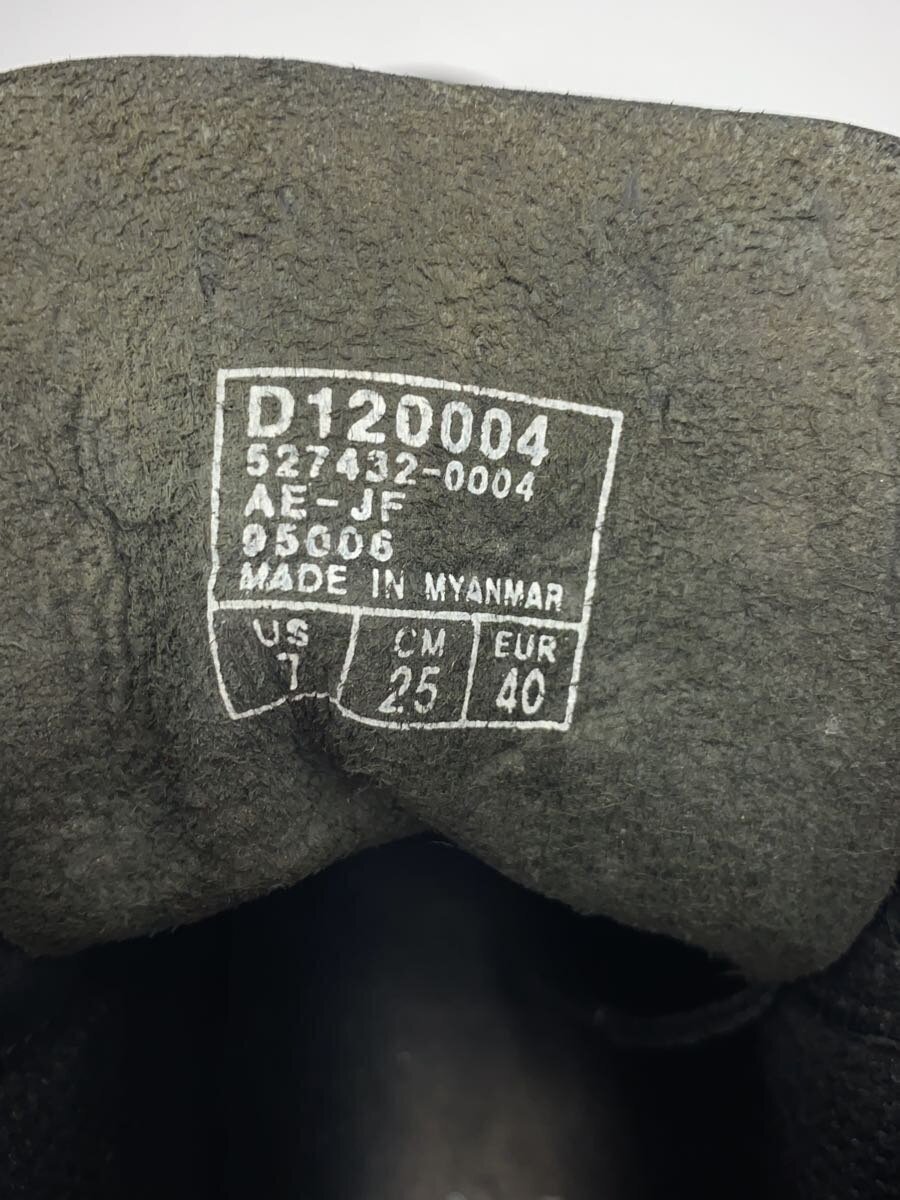 D120004
527432-0004
AE-JF
95006
MADE IN MYANMAR
US CM EUR
7 25 40